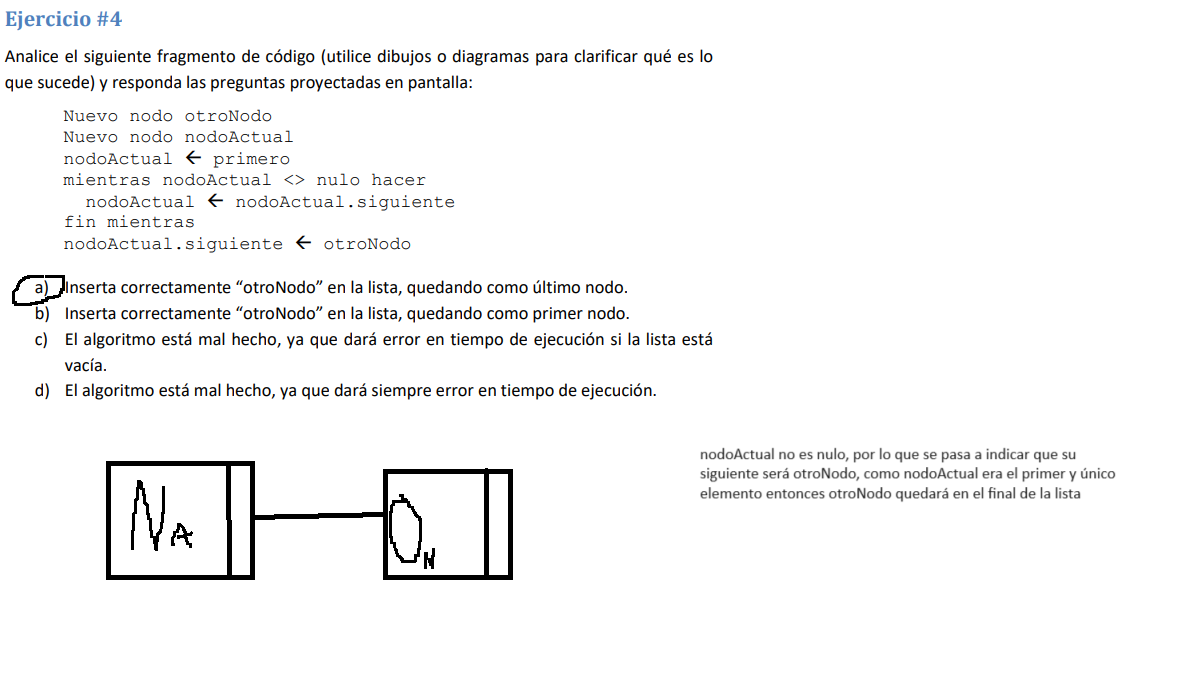 Ejercicio #4
Analice el siguiente fragmento de código (utilice dibujos o diagramas para clarificar qué es lo
que sucede) y responda las preguntas proyectadas en pantalla:
Nuevo nodo otroNodo
Nuevo nodo nodoActual
nodoActual ← primero
mientras nodoActual <> nulo hacer
nodoActual ← nodoActual.siguiente
fin mientras
nodoActual.siguiente ← otroNodo
a) Inserta correctamente “otroNodo” en la lista, quedando como último nodo.
b) Inserta correctamente “otroNodo” en la lista, quedando como primer nodo.
c) El algoritmo está mal hecho, ya que dará error en tiempo de ejecución si la lista está
vacía.
d) El algoritmo está mal hecho, ya que dará siempre error en tiempo de ejecución.
nodoActual no es nulo, por lo que se pasa a indicar que su
siguiente será otroNodo, como nodoActual era el primer y único
elemento entonces otroNodo quedará en el final de la lista
NA
ON